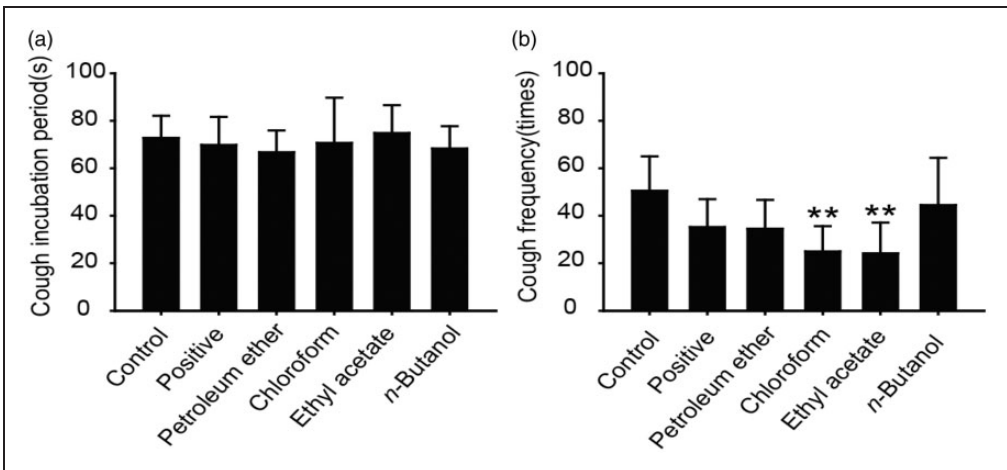 (a)
Cough incubation period(s)
100
80
60
40
20
0
Control
Positive
Petroleum ether
Chloroform
Ethyl acetate
n-Butanol
(b)
Cough frequency(times)
100
80
60
40
20
0
**
**
Control
Positive
Petroleum ether
Chloroform
Ethyl acetate
n-Butanol